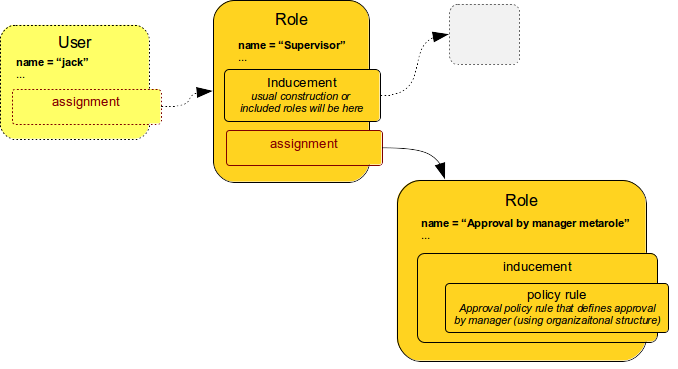 User
name = “jack”
...
assignment
Role
name = “Supervisor”
...
Inducement
usual construction or
included roles will be here
assignment
Role
name = “Approval by manager metarole”
...
inducement
policy rule
Approval policy rule that defines approval
by manager (using organizaitonal structure)